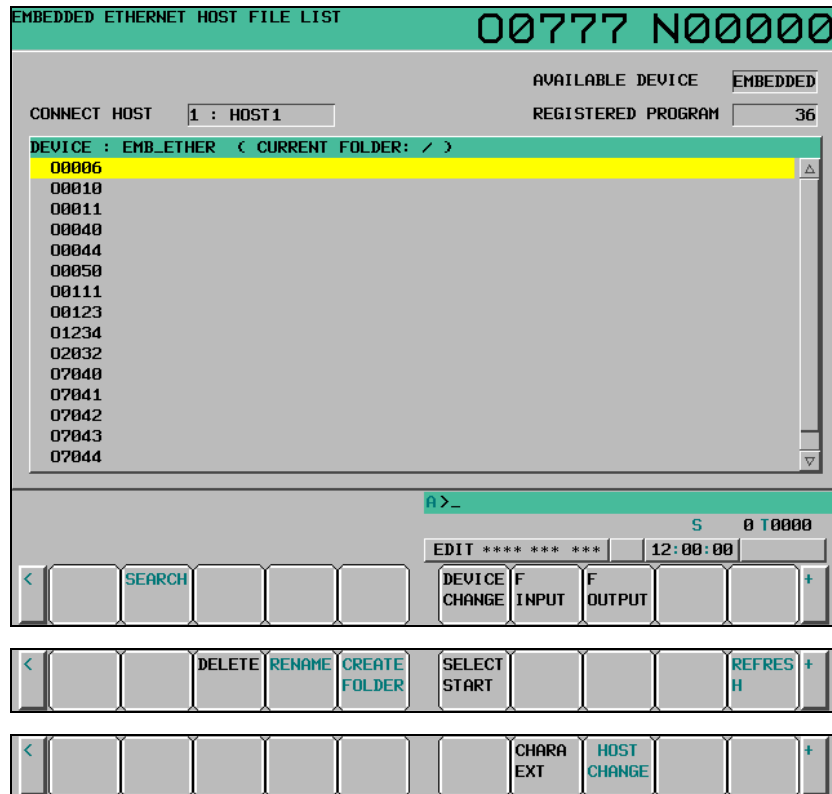 EMBEDDED ETHERNET HOST FILE LIST
O0777 N00000
AVAILABLE DEVICE EMBEDDED
CONNECT HOST 1 : HOST1
REGISTERED PROGRAM 36
DEVICE : EMB_ETHER ( CURRENT FOLDER: / )
O0006
O0010
O0011
O0040
O0044
O0050
O0111
O0123
O1234
O2032
O7040
O7041
O7042
O7043
O7044
A>_
S 0 T0000
EDIT **** *** *** 12:00:00
< SEARCH DEVICE F F +
CHANGE INPUT OUTPUT
< DELETE RENAME CREATE SELECT REFRES +
FOLDER START H
< CHARA HOST +
EXT CHANGE